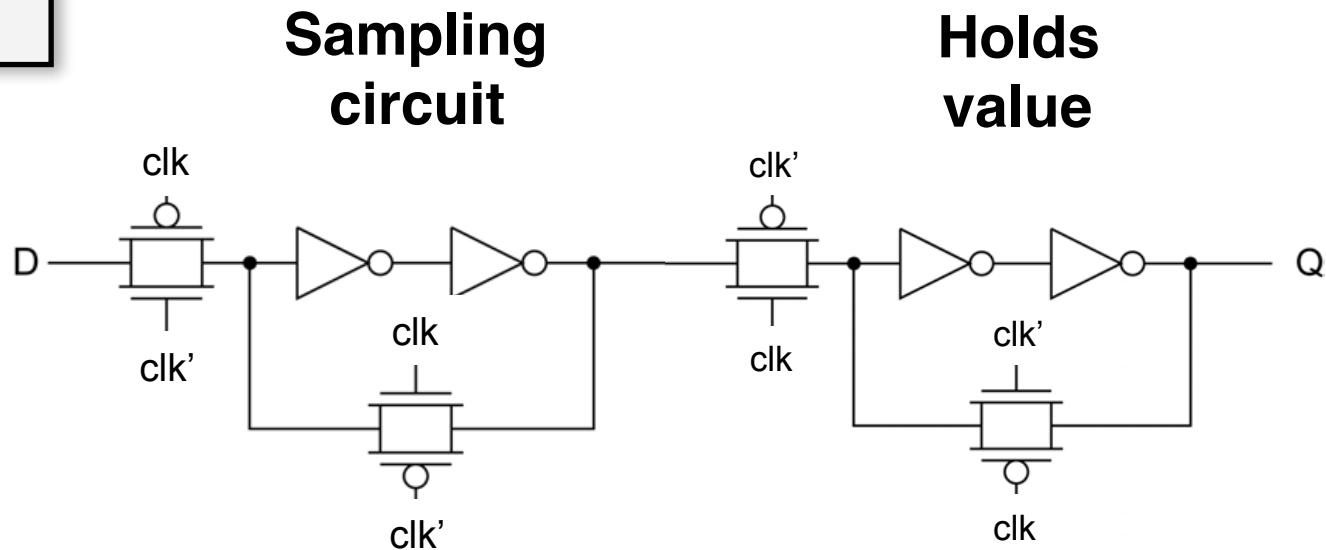 Sampling
circuit
Holds
value
clk
clk’
D
Q
clk
clk’
clk’
clk
clk’
clk